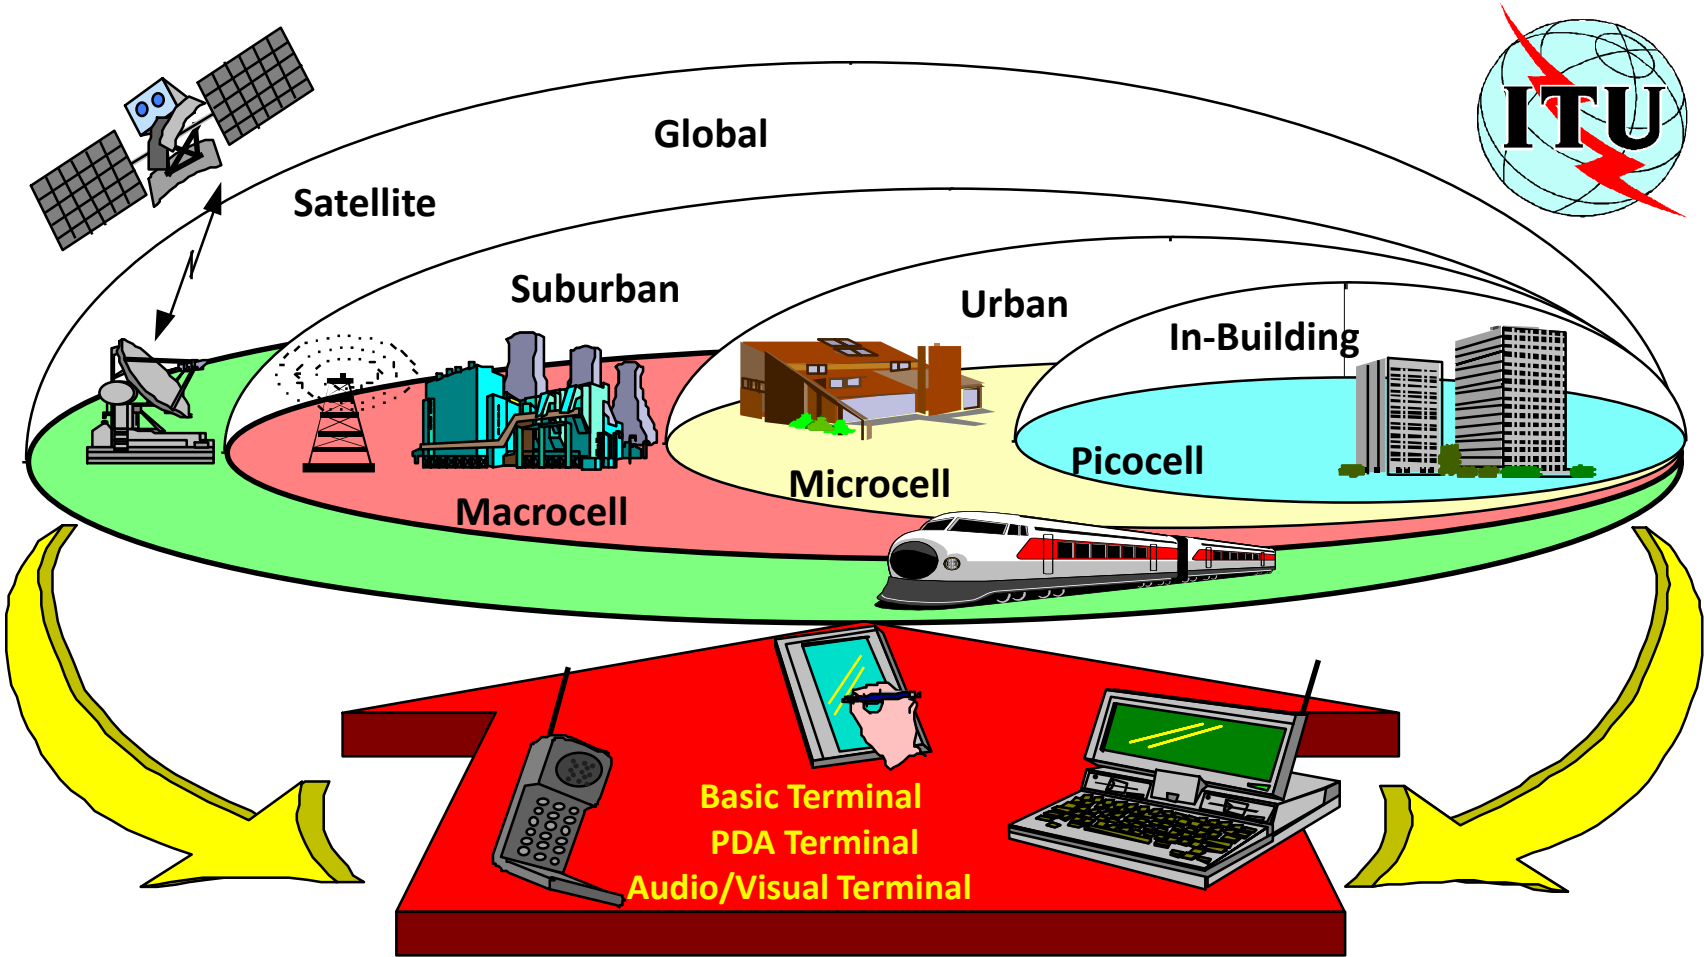 ITU
Global
Satellite
Suburban
Urban
In-Building
Picocell
Microcell
Macrocell
Basic Terminal
PDA Terminal
Audio/Visual Terminal